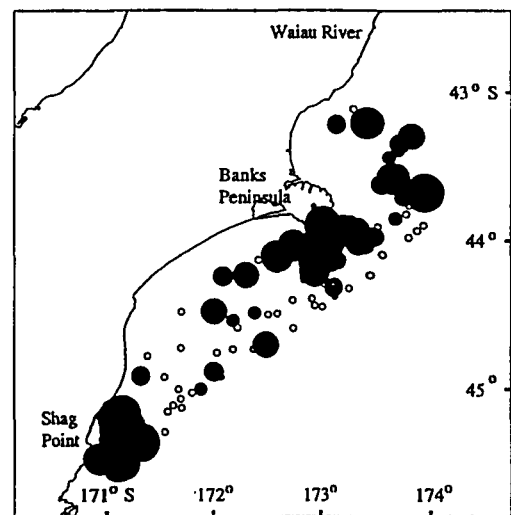 Waiau River
43° S
Banks
Peninsula
44°
45°
Shag
Point
171° S
172°
173°
174°